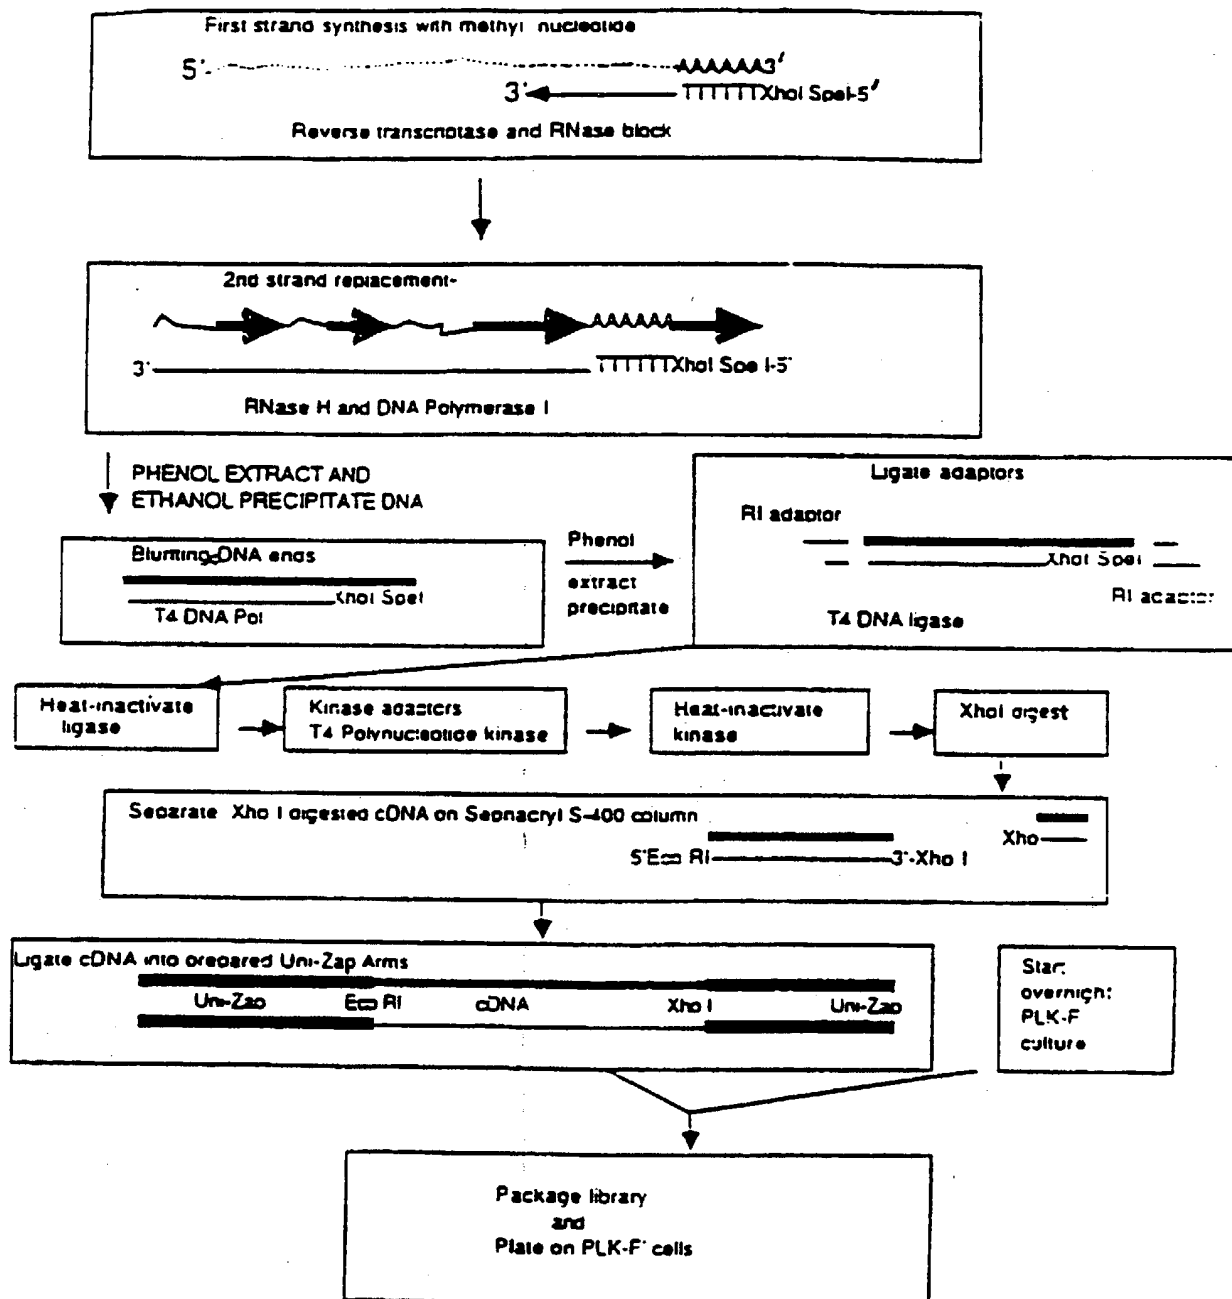 First strand synthesis with methyl nucleotide
5' AAAAAA3'
3' TTTTTTXhoI SpeI-5'
Reverse transcriptase and RNase block
2nd strand replacement-
3' TTTTTTXhoI Spe I-5'
RNase H and DNA Polymerase I
PHENOL EXTRACT AND
ETHANOL PRECIPITATE DNA
Blunting cDNA ends
XhoI SpeI
T4 DNA Pol
Phenol
extract
precipitate
Ligate adaptors
RI adaptor
XhoI SpeI
RI adaptor
T4 DNA ligase
Heat-inactivate
ligase
Kinase adaptors
T4 Polynucleotide kinase
Heat-inactivate
kinase
XhoI digest
Separate Xho I digested cDNA on Sephacryl S-400 column
5'Eco RI 3'-Xho I
Xho
Ligate cDNA into prepared Uni-Zap Arms
Uni-Zap Eco RI cDNA Xho I Uni-Zap
Start
overnight
PLK-F
culture
Package library
and
Plate on PLK-F' cells